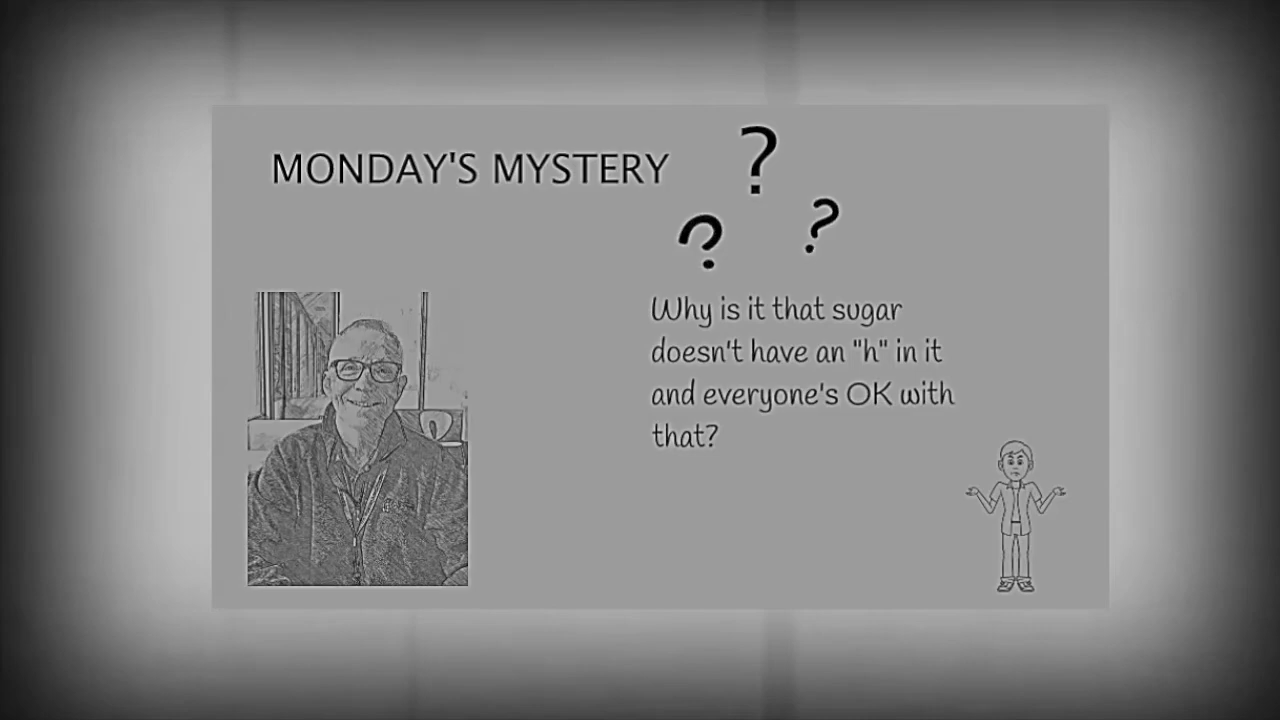 MONDAY'S MYSTERY
?
? ?
Why is it that sugar
doesn't have an "h" in it
and everyone's OK with
that?